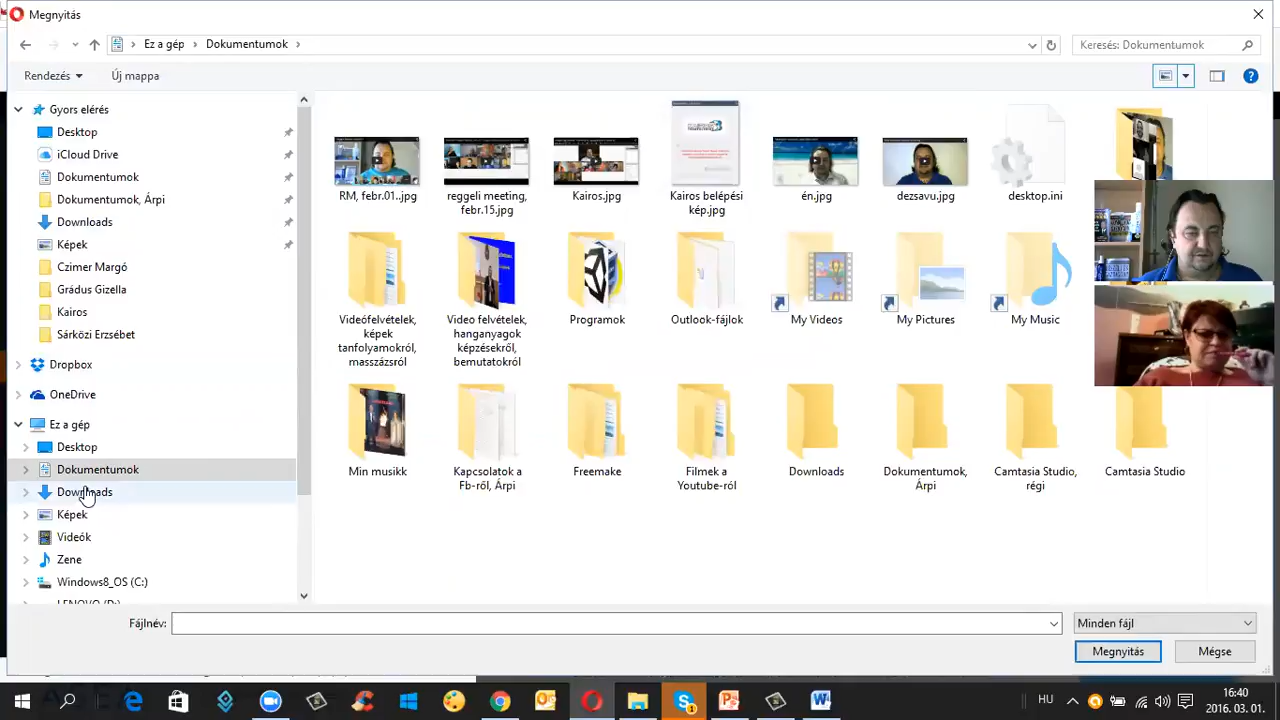 Megnyitás
Ez a gép
Dokumentumok
Keresés: Dokumentumok
Rendezés
Új mappa
Gyors elérés
Desktop
iCloud Drive
Dokumentumok
Dokumentumok, Árpi
Downloads
Képek
Czimer Margó
Grádus Gizella
Kairos
Sárközi Erzsébet
Dropbox
OneDrive
Ez a gép
Desktop
Dokumentumok
Downloads
Képek
Videók
Zene
Windows8_OS (C:)
LENOVO (D:)
RM, febr.01..jpg
reggeli meeting,
febr.15.jpg
Kairos.jpg
Kairos belépési
kép.jpg
én.jpg
dezsavu.jpg
desktop.ini
Videófelvételek,
képek
tanfolyamokról,
masszázsról
Video felvételek,
hanganyagok
képzésekről,
bemutatokról
Programok
Outlook-fájlok
My Videos
My Pictures
My Music
Min musikk
Kapcsolatok a
Fb-ről, Árpi
Freemake
Filmek a
Youtube-ról
Downloads
Dokumentumok,
Árpi
Camtasia Studio,
régi
Camtasia Studio
Fájlnév:
Minden fájl
Megnyitás
Mégse
HU
16:40
2016. 03. 01.